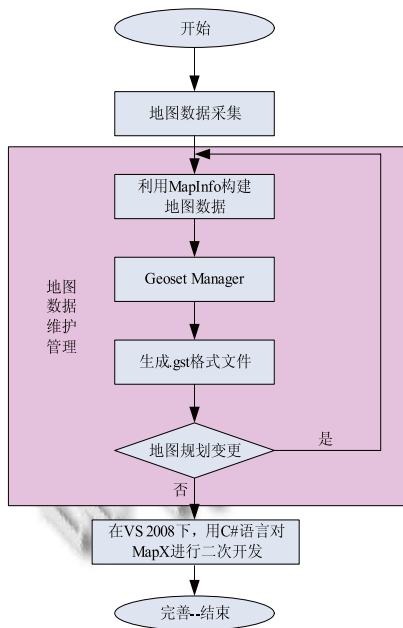 开始
地图数据采集
利用MapInfo构建
地图数据
Geoset Manager
地图
数据
维护
管理
生成.gst格式文件
地图规划变更
是
否
在VS 2008下，用C#语言对
MapX进行二次开发
完善--结束